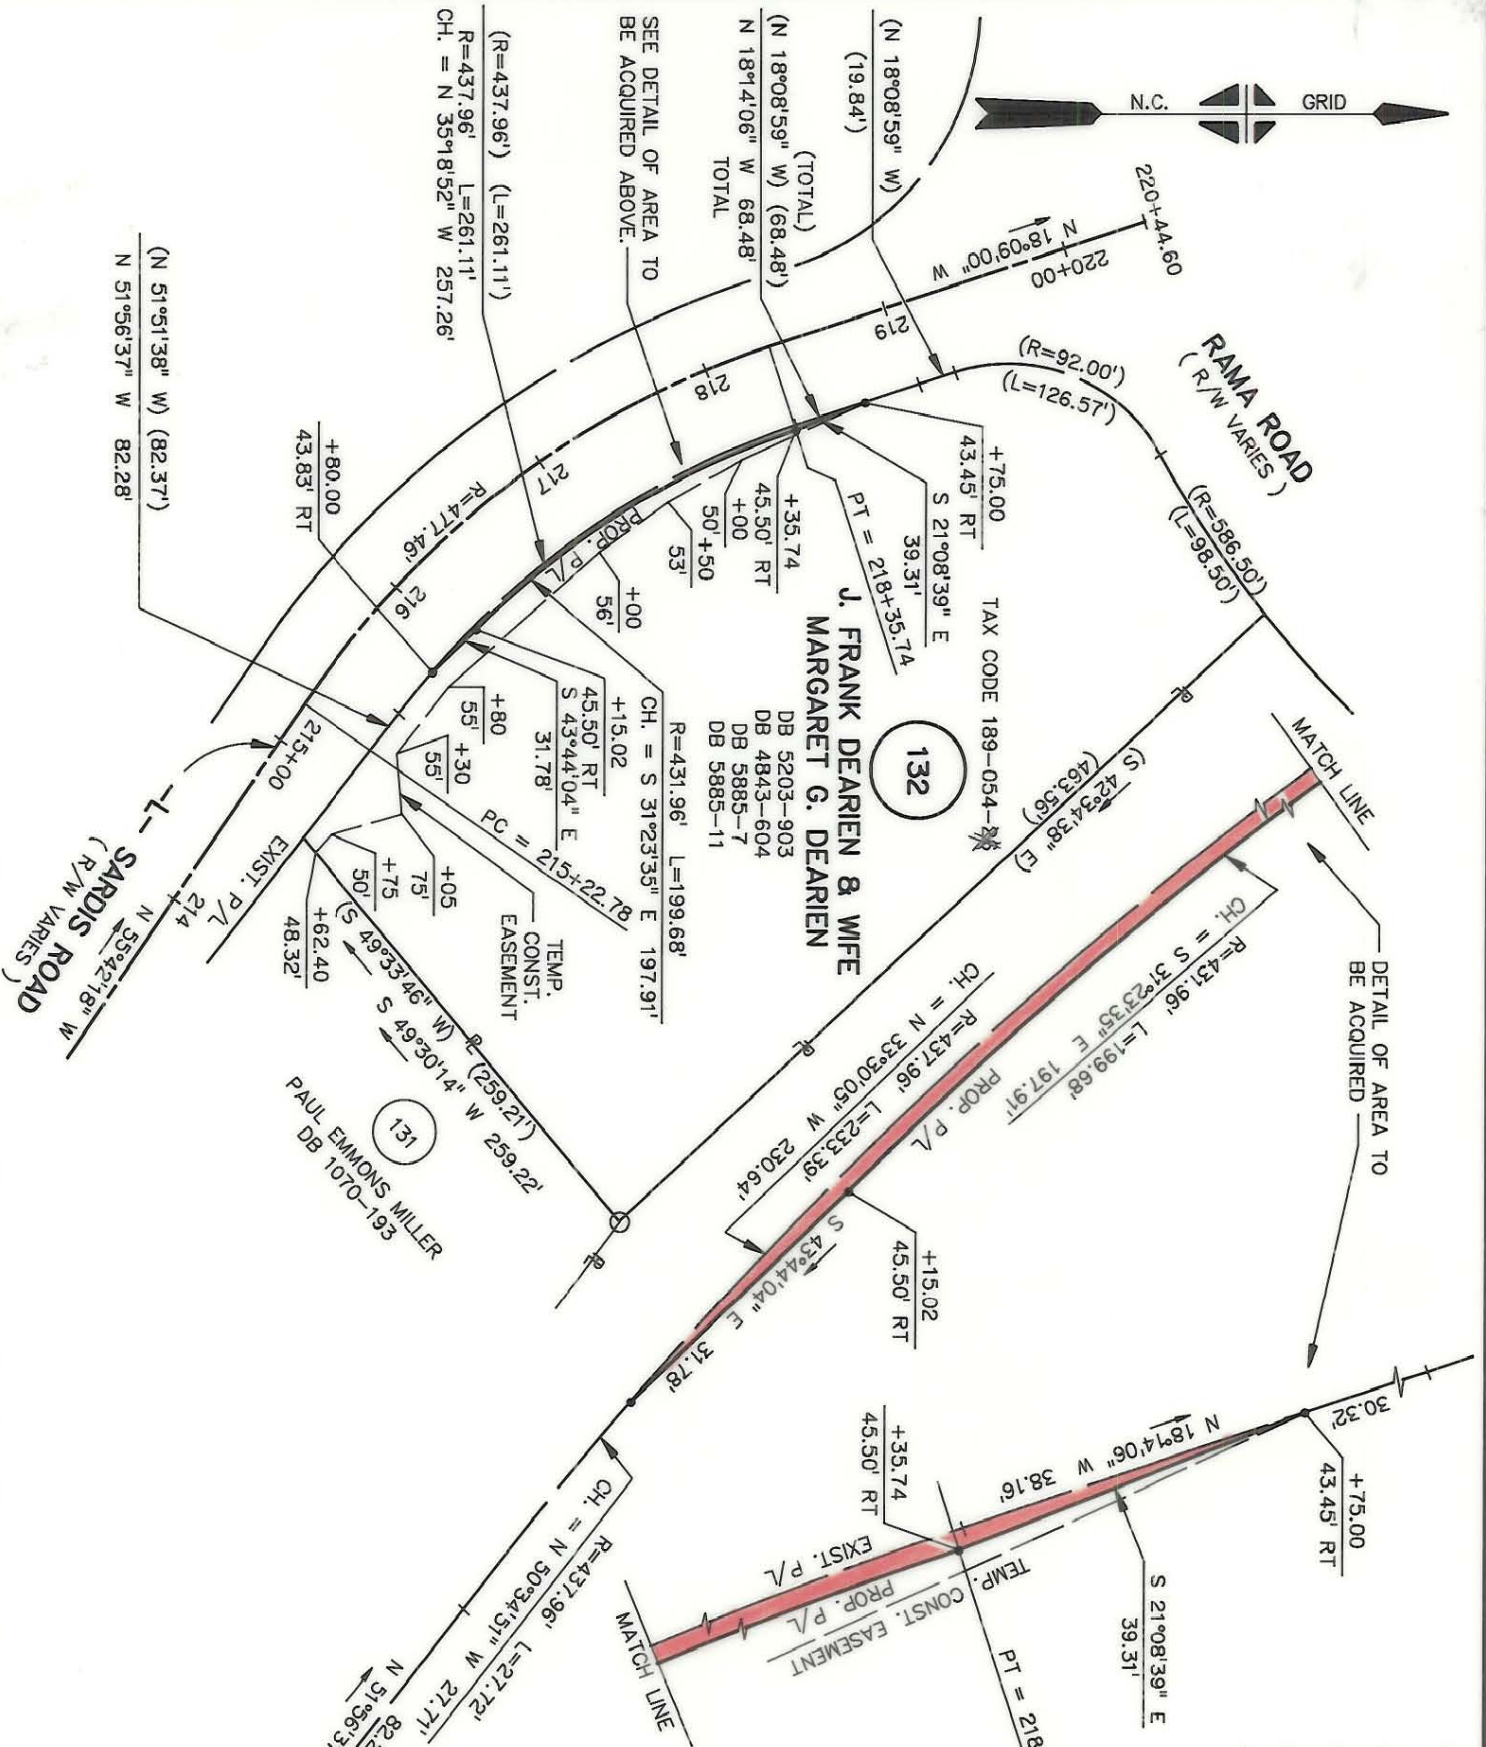 N.C. GRID
220+44.60
220+00
N 18°09'00" W
219
218
217
216
215+00
214
R=477.46'
N 55°42'18" W
RAMA ROAD
( R/W VARIES )
(R=92.00')
(L=126.57')
(R=586.50')
(L=98.50')
(N 18°08'59" W)
(19.84')
(TOTAL)
(N 18°08'59" W) (68.48')
N 18°14'06" W 68.48'
TOTAL
SEE DETAIL OF AREA TO
BE ACQUIRED ABOVE.
(R=437.96') (L=261.11')
R=437.96' L=261.11'
CH. = N 35°18'52" W 257.26'
(N 51°51'38" W) (82.37')
N 51°56'37" W 82.28'
+80.00
43.83' RT
+75.00
43.45' RT
S 21°08'39" E
39.31'
PT = 218+35.74
+35.74
45.50' RT
+00
50'
+50
53'
PROP. P/L
+00
56'
TAX CODE 189-054-
132
J. FRANK DEARIEN & WIFE
MARGARET G. DEARIEN
DB 5203-903
DB 4843-604
DB 5885-7
DB 5885-11
R=431.96' L=199.68'
CH. = S 31°23'35" E 197.91'
+15.02
45.50' RT
S 43°44'04" E
31.78'
+80
55'
+30
55'
PC = 215+22.78
+05
75'
TEMP.
CONST.
EASEMENT
+75
50'
+62.40
48.32'
EXIST. P/L
-L-
SARDIS ROAD
( R/W VARIES )
(S 49°33'46" W) (259.21')
S 49°30'14" W 259.22'
131
PAUL EMMONS MILLER
DB 1070-193
(S 42°34'38" E)
(463.56')
MATCH LINE
DETAIL OF AREA TO
BE ACQUIRED
R=431.96' L=199.68'
CH. = S 31°23'35" E 197.91'
PROP. P/L
R=437.96' L=233.39'
CH. = N 33°30'05" W 230.64'
+15.02
45.50' RT
S 43°44'04" E
31.78'
R=437.96' L=27.72'
CH. = N 50°34'51" W 27.71'
N 51°56'3
82.2
30.32'
+75.00
43.45' RT
N 18°14'06" W
38.16'
S 21°08'39" E
39.31'
+35.74
45.50' RT
EXIST. P/L
PROP. P/L
TEMP. CONST. EASEMENT
PT = 218
MATCH LINE